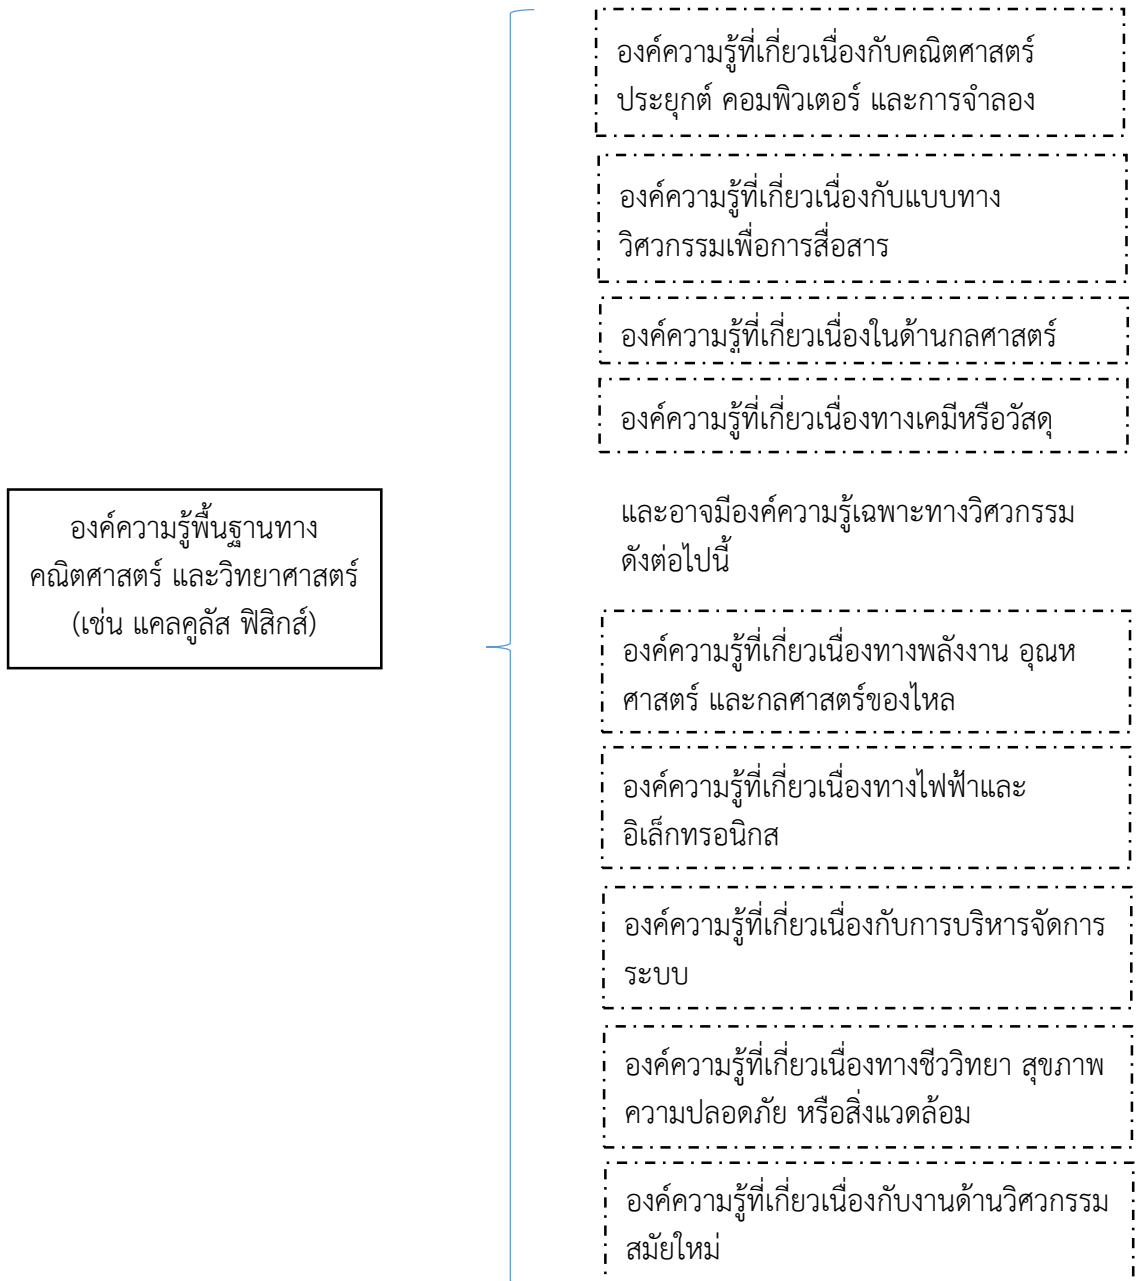 องค์ความรู้พื้นฐานทาง
คณิตศาสตร์ และวิทยาศาสตร์
(เช่น แคลคูลัส ฟิสิกส์)
องค์ความรู้ที่เกี่ยวเนื่องกับคณิตศาสตร์
ประยุกต์ คอมพิวเตอร์ และการจำลอง
องค์ความรู้ที่เกี่ยวเนื่องกับแบบทาง
วิศวกรรมเพื่อการสื่อสาร
องค์ความรู้ที่เกี่ยวเนื่องในด้านกลศาสตร์
องค์ความรู้ที่เกี่ยวเนื่องทางเคมีหรือวัสดุ
และอาจมีองค์ความรู้เฉพาะทางวิศวกรรม
ดังต่อไปนี้
องค์ความรู้ที่เกี่ยวเนื่องทางพลังงาน อุณห
ศาสตร์ และกลศาสตร์ของไหล
องค์ความรู้ที่เกี่ยวเนื่องทางไฟฟ้าและ
อิเล็กทรอนิกส
องค์ความรู้ที่เกี่ยวเนื่องกับการบริหารจัดการ
ระบบ
องค์ความรู้ที่เกี่ยวเนื่องทางชีววิทยา สุขภาพ
ความปลอดภัย หรือสิ่งแวดล้อม
องค์ความรู้ที่เกี่ยวเนื่องกับงานด้านวิศวกรรม
สมัยใหม่